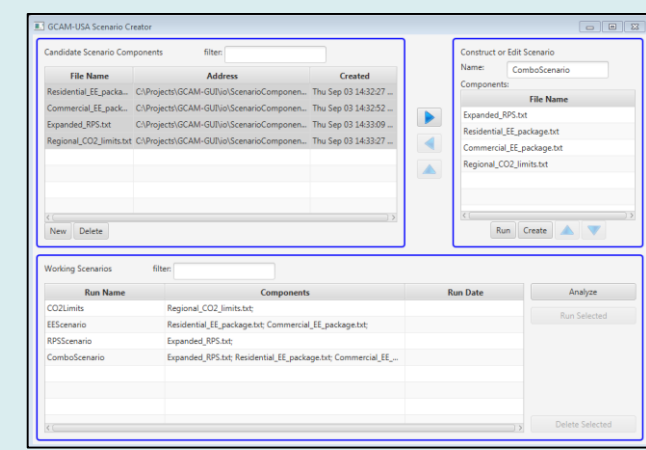 GCAM-USA Scenario Creator
Candidate Scenario Components filter:
File Name Address Created
Residential_EE_packa... C:\Projects\GCAM-GUI\io\ScenarioComponen... Thu Sep 03 14:32:27 ...
Commercial_EE_pack... C:\Projects\GCAM-GUI\io\ScenarioComponen... Thu Sep 03 14:32:52 ...
Expanded_RPS.txt C:\Projects\GCAM-GUI\io\ScenarioComponen... Thu Sep 03 14:33:09 ...
Regional_CO2_limits.txt C:\Projects\GCAM-GUI\io\ScenarioComponen... Thu Sep 03 14:33:27 ...
New Delete
Construct or Edit Scenario
Name: ComboScenario
Components:
File Name
Expanded_RPS.txt
Residential_EE_package.txt
Commercial_EE_package.txt
Regional_CO2_limits.txt
Run Create
Working Scenarios filter:
Run Name Components Run Date
CO2Limits Regional_CO2_limits.txt;
EEScenario Residential_EE_package.txt; Commercial_EE_package.txt;
RPSScenario Expanded_RPS.txt;
ComboScenario Expanded_RPS.txt; Residential_EE_package.txt; Commercial_EE_...
Analyze
Run Selected
Delete Selected